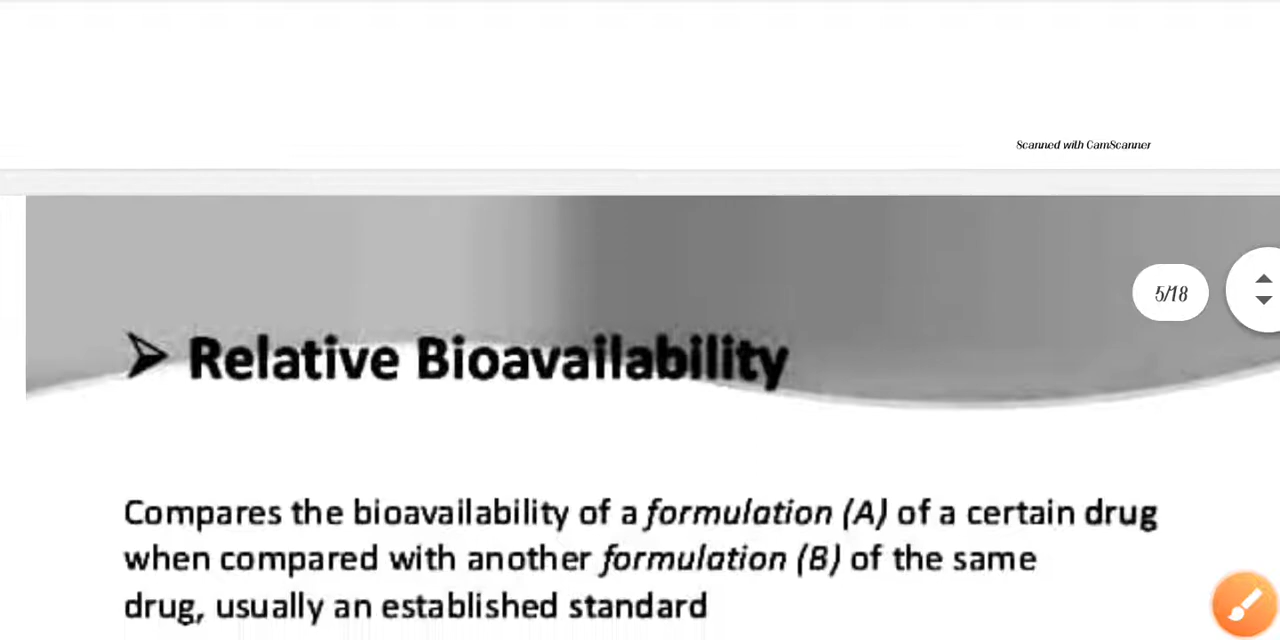 Scanned with CamScanner
5/18
➢ Relative Bioavailability
Compares the bioavailability of a formulation (A) of a certain drug
when compared with another formulation (B) of the same
drug, usually an established standard